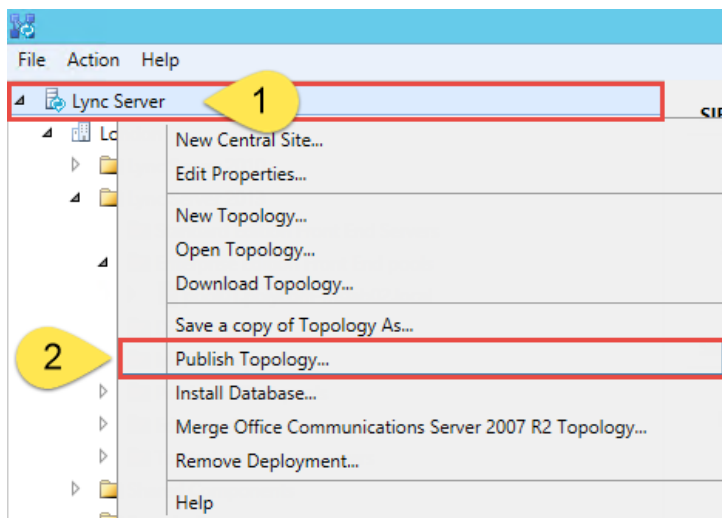 File Action Help
Lync Server
1
SIP
Lo
New Central Site...
Edit Properties...
New Topology...
Open Topology...
Download Topology...
Save a copy of Topology As...
2
Publish Topology...
Install Database...
Merge Office Communications Server 2007 R2 Topology...
Remove Deployment...
Help